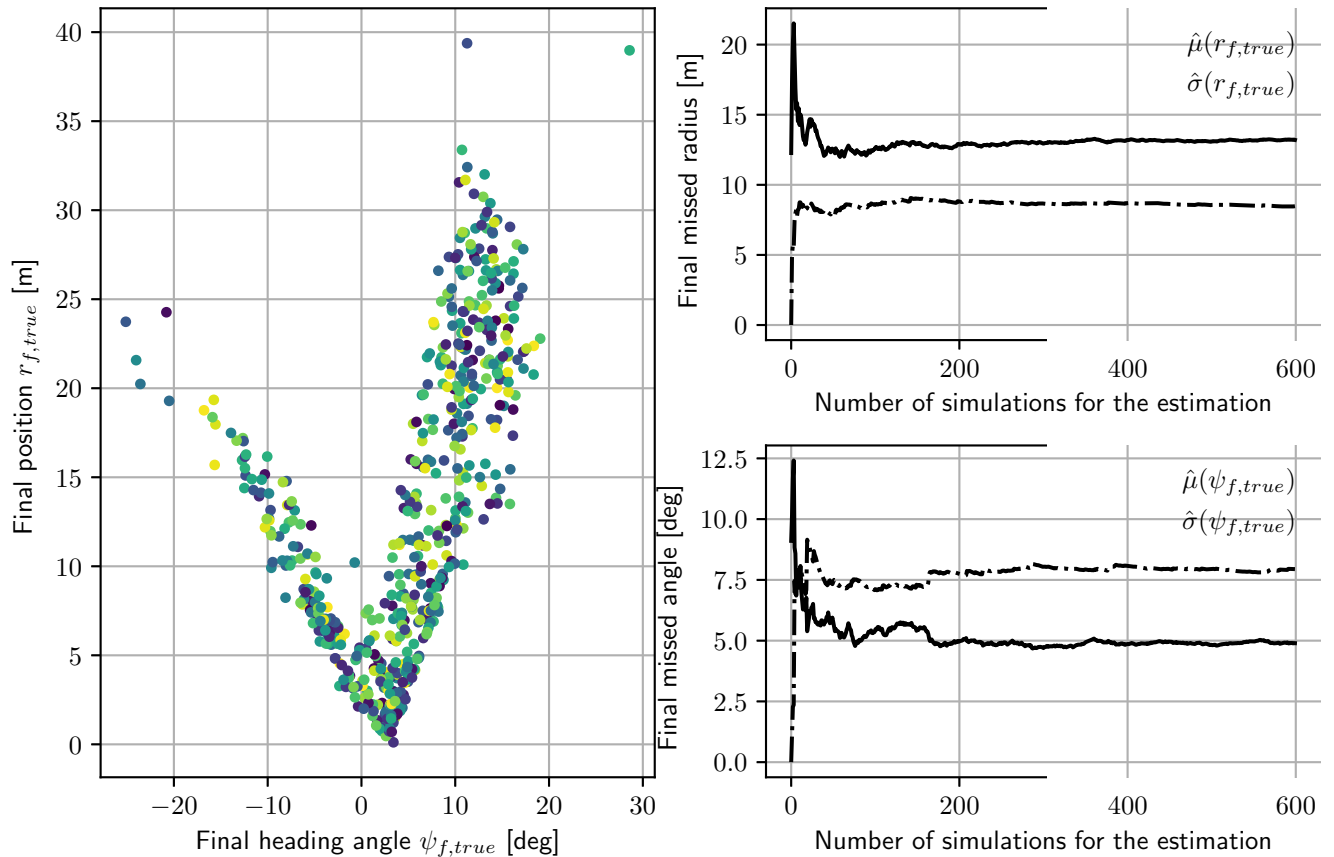 40
35
30
25
20
15
10
5
0
Final position r_{f,true} [m]
−20 −10 0 10 20 30
Final heading angle ψ_{f,true} [deg]
20
15
10
5
0
Final missed radius [m]
μ̂(r_{f,true})
σ̂(r_{f,true})
0 200 400 600
Number of simulations for the estimation
12.5
10.0
7.5
5.0
2.5
0.0
Final missed angle [deg]
μ̂(ψ_{f,true})
σ̂(ψ_{f,true})
0 200 400 600
Number of simulations for the estimation